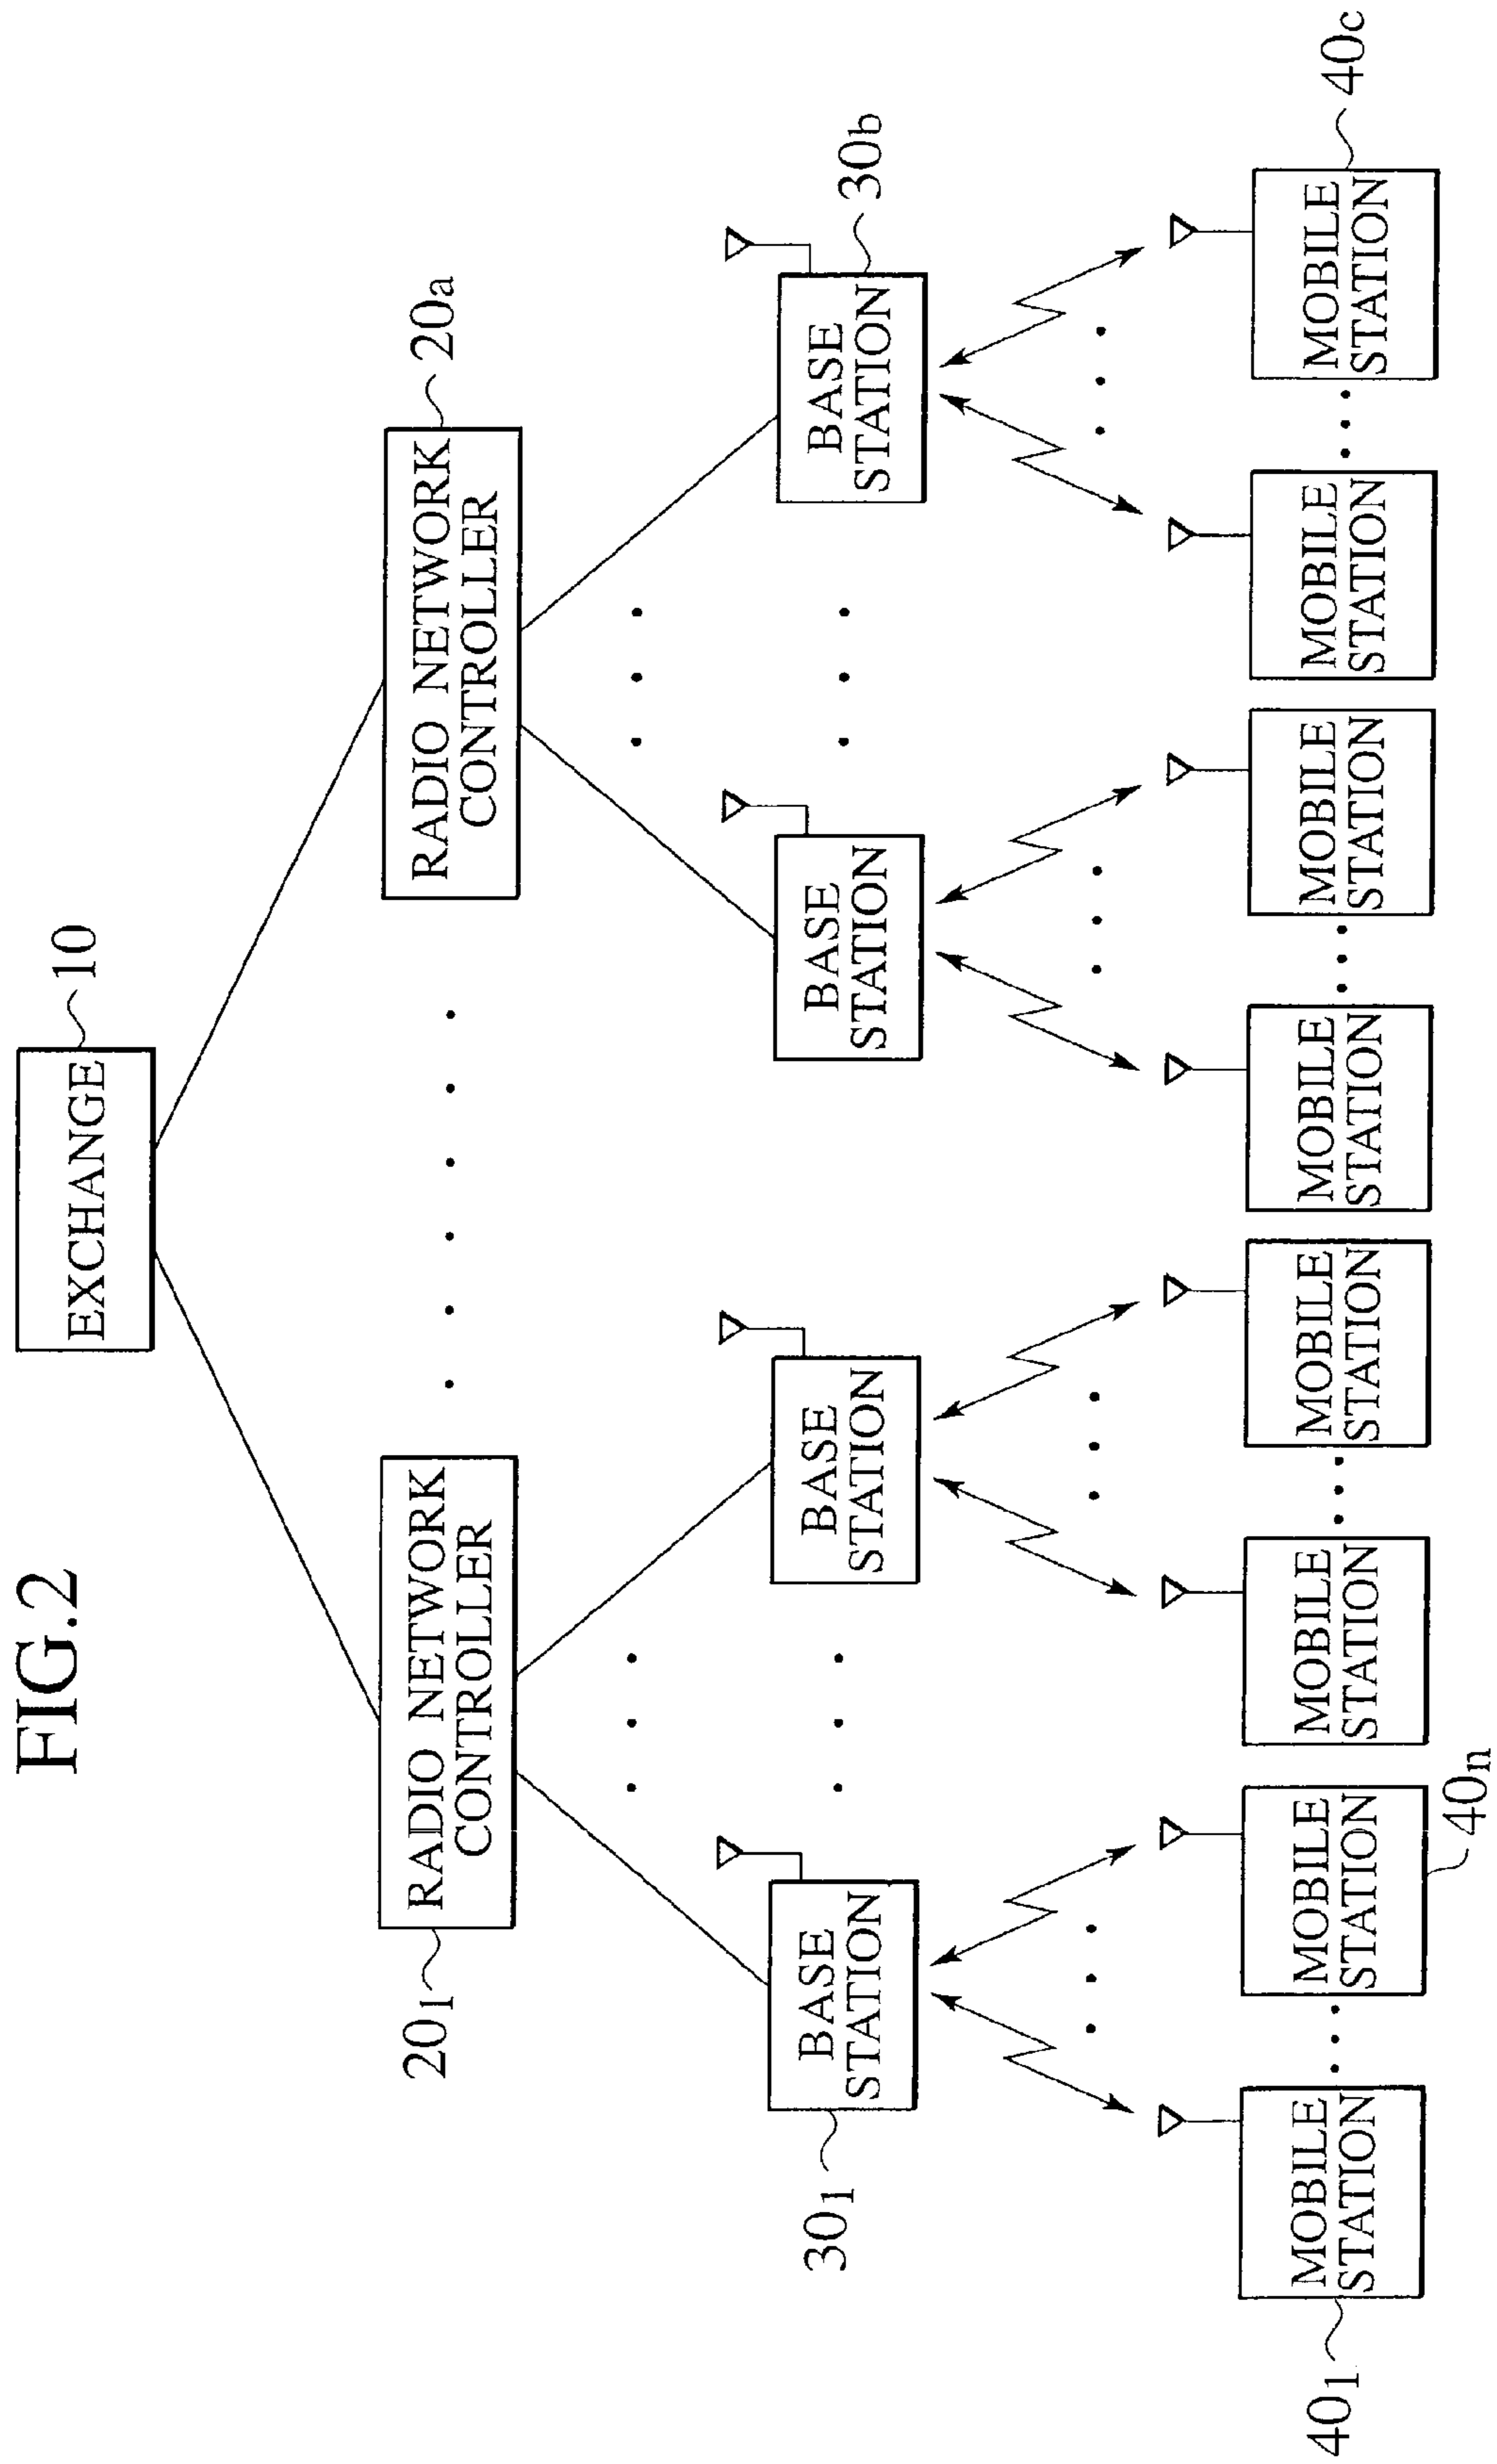 FIG.2
EXCHANGE
10
20₁
RADIO NETWORK
CONTROLLER
RADIO NETWORK
CONTROLLER
20a
30₁
BASE
STATION
BASE
STATION
BASE
STATION
BASE
STATION
30b
40₁
MOBILE
STATION
MOBILE
STATION
40n
MOBILE
STATION
MOBILE
STATION
MOBILE
STATION
MOBILE
STATION
MOBILE
STATION
MOBILE
STATION
40c